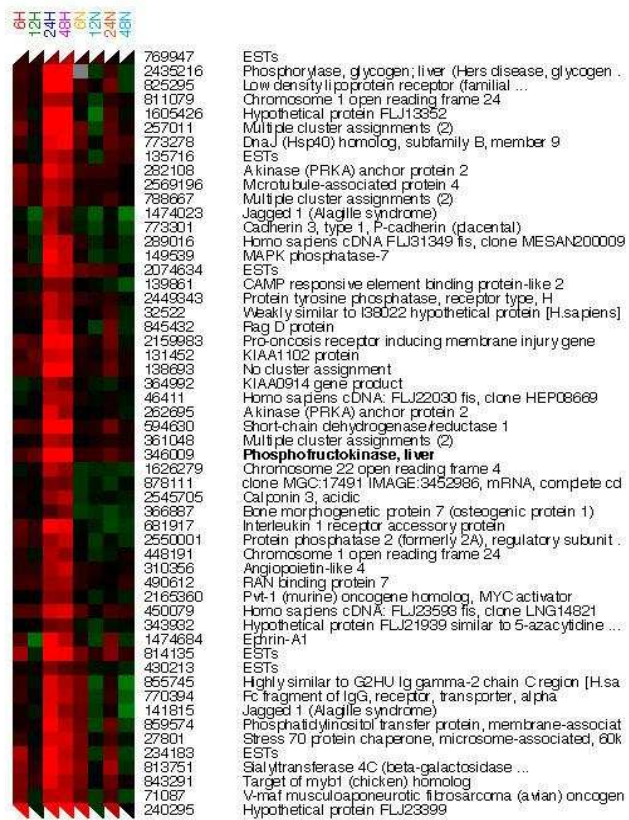 6H 12H 24H 48H 6N 12N 24N 48N
769947 ESTs
2435216 Phosphorylase, glycogen; liver (Hers disease, glycogen .
825295 Low density lipoprotein receptor (familial ...
811079 Chromosome 1 open reading frame 24
1605426 Hypothetical protein FLJ13352
257011 Multiple cluster assignments (2)
773278 DnaJ (Hsp40) homolog, subfamily B, member 9
135716 ESTs
282108 A kinase (PRKA) anchor protein 2
2569196 Microtubule-associated protein 4
788667 Multiple cluster assignments (2)
1474023 Jagged 1 (Alagille syndrome)
773301 Cadherin 3, type 1, P-cadherin (placental)
289016 Homo sapiens cDNA FLJ31349 fis, clone MESAN200009
149539 MAPK phosphatase-7
2074634 ESTs
139861 CAMP responsive element binding protein-like 2
2449343 Protein tyrosine phosphatase, receptor type, H
32522 Weakly similar to I38022 hypothetical protein [H.sapiens]
845432 Rag D protein
2159983 Pro-oncosis receptor inducing membrane injury gene
131452 KIAA1102 protein
138693 No cluster assignment
364992 KIAA0914 gene product
46411 Homo sapiens cDNA: FLJ22030 fis, clone HEP08669
262695 A kinase (PRKA) anchor protein 2
594630 Short-chain dehydrogenase/reductase 1
361048 Multiple cluster assignments (2)
346009 Phosphofructokinase, liver
1626279 Chromosome 22 open reading frame 4
878111 clone MGC:17491 IMAGE:3452986, mRNA, complete cd
2545705 Calponin 3, acidic
366887 Bone morphogenetic protein 7 (osteogenic protein 1)
681917 Interleukin 1 receptor accessory protein
2550001 Protein phosphatase 2 (formerly 2A), regulatory subunit .
448191 Chromosome 1 open reading frame 24
310356 Angiopoietin-like 4
490612 RAN binding protein 7
2165360 Pvt-1 (murine) oncogene homolog, MYC activator
450079 Homo sapiens cDNA: FLJ23593 fis, clone LNG14821
343932 Hypothetical protein FLJ21939 similar to 5-azacytidine ...
1474684 Ephrin-A1
814135 ESTs
430213 ESTs
855745 Highly similar to G2HU Ig gamma-2 chain C region [H.sa
770394 Fc fragment of IgG, receptor, transporter, alpha
141815 Jagged 1 (Alagille syndrome)
859574 Phosphatidylinositol transfer protein, membrane-associat
27801 Stress 70 protein chaperone, microsome-associated, 60k
234183 ESTs
813751 Sialyltransferase 4C (beta-galactosidase ...
843291 Target of myb1 (chicken) homolog
71087 V-maf musculoaponeurotic fibrosarcoma (avian) oncogen
240295 Hypothetical protein FLJ23399